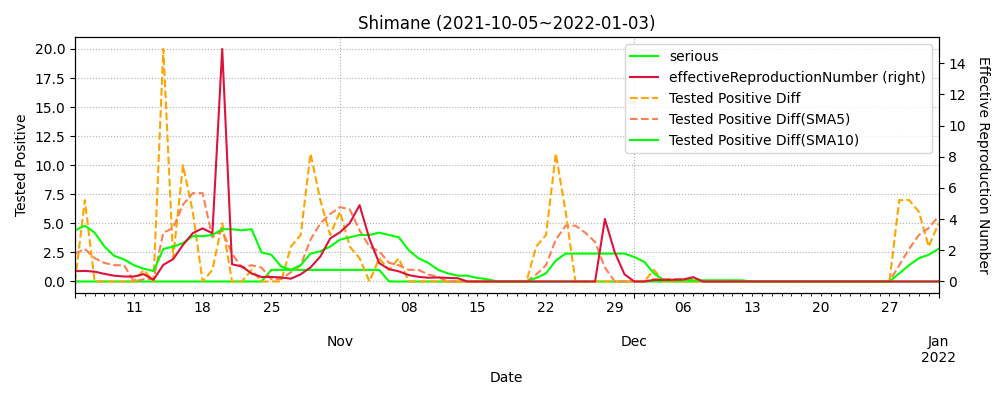 Shimane (2021-10-05~2022-01-03)
serious
effectiveReproductionNumber (right)
Tested Positive Diff
Tested Positive Diff(SMA5)
Tested Positive Diff(SMA10)
Tested Positive
20.0
17.5
15.0
12.5
10.0
7.5
5.0
2.5
0.0
14
12
10
8
6
4
2
0
Effective Reproduction Number
11 18 25 08 15 22 29 06 13 20 27
Nov Dec Jan
2022
Date